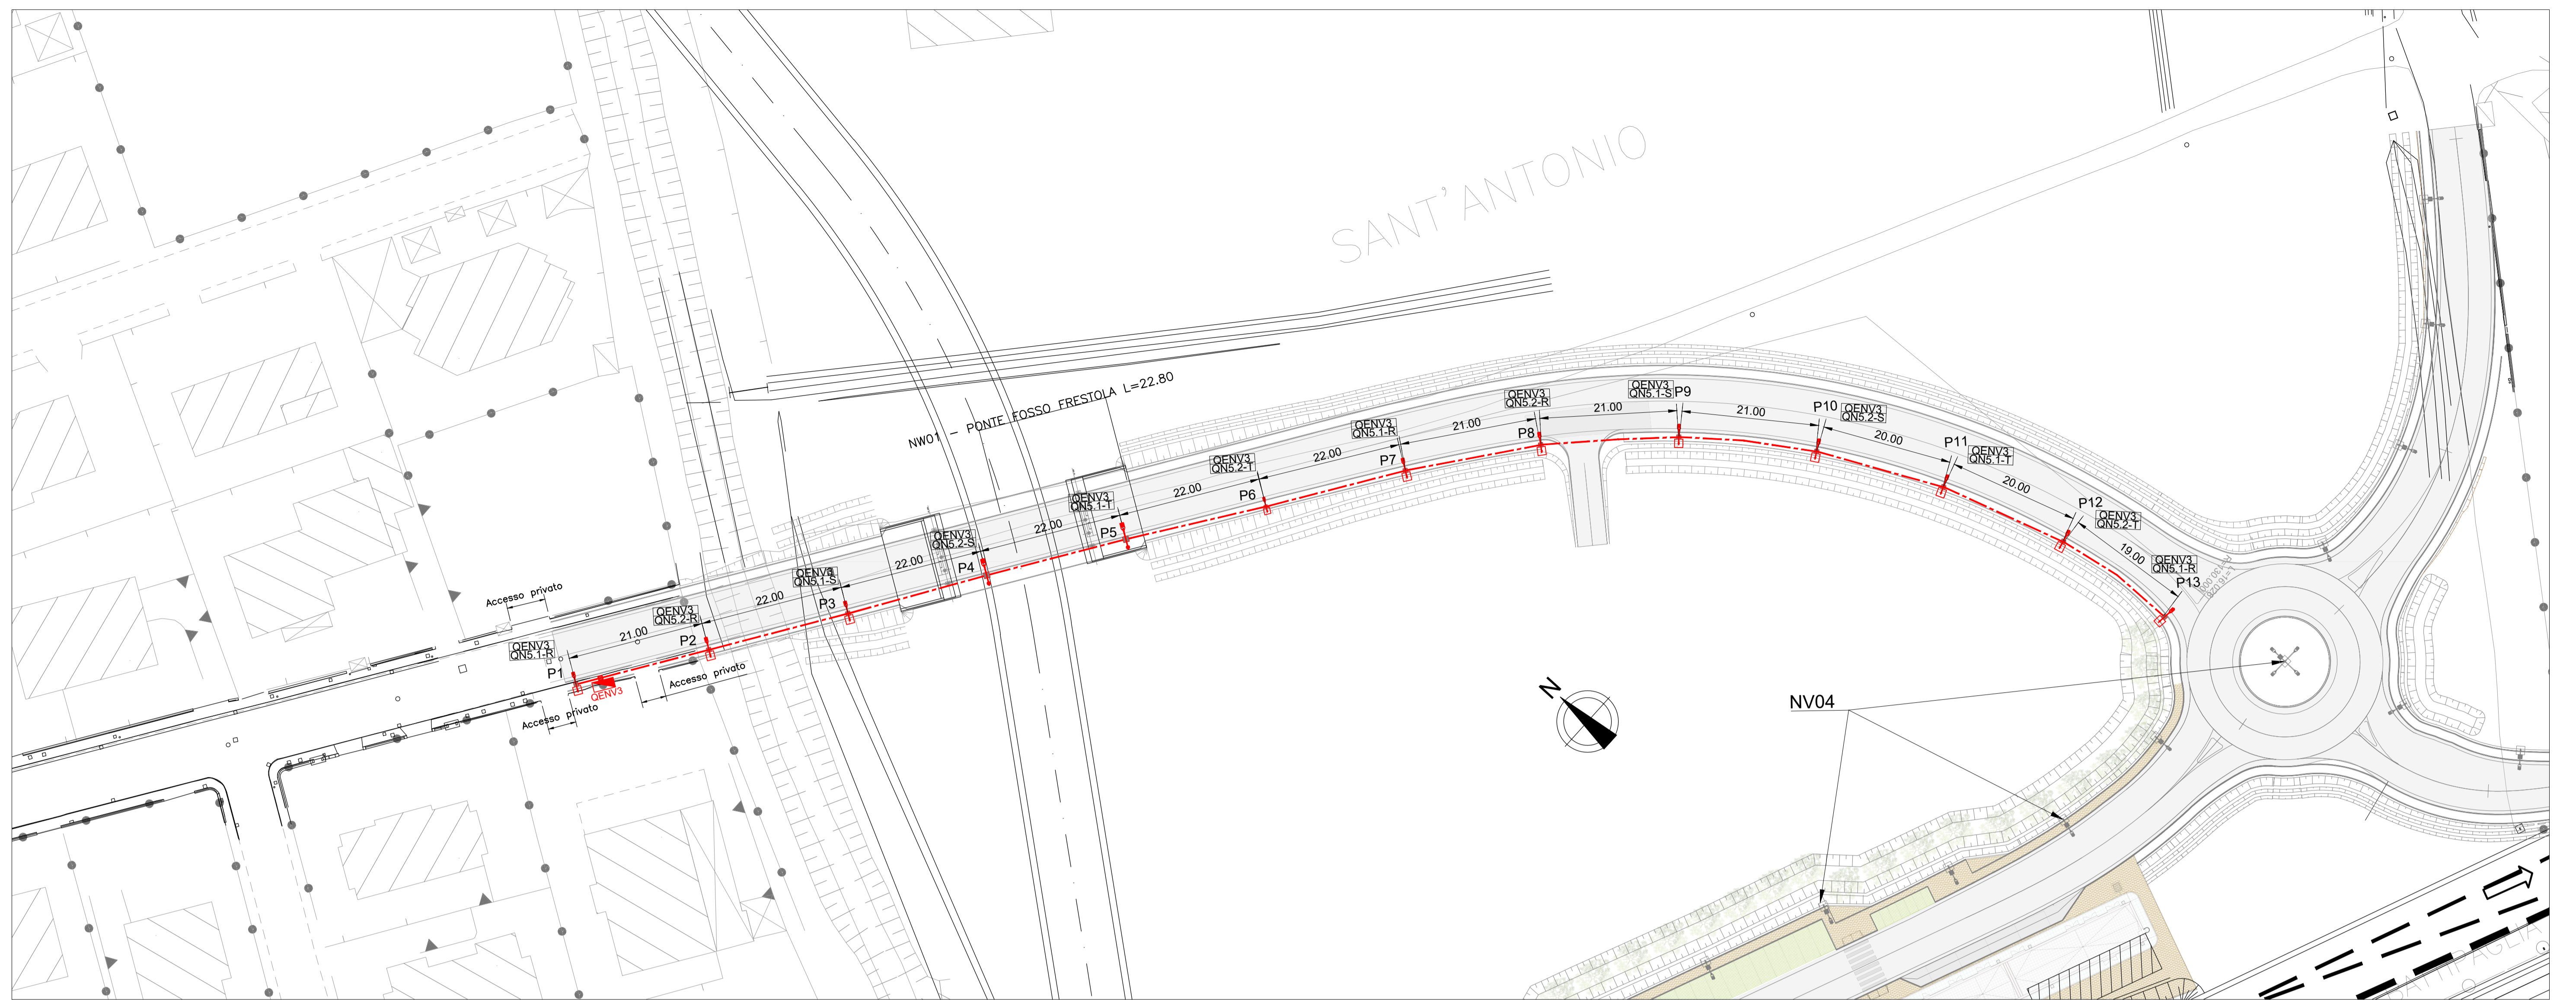 SANT'ANTONIO
NW01 - PONTE FOSSO FRESTOLA L=22.80
Accesso privato
QENV3
QN5.1-R
P1
21.00
QENV3
QN5.2-R
P2
22.00
QENV3
QN5.1-S
P3
22.00
QENV3
QN5.2-S
P4
22.00
QENV3
QN5.1-T
P5
22.00
QENV3
QN5.2-T
P6
22.00
QENV3
QN5.1-R
P7
21.00
QENV3
QN5.2-R
P8
21.00
QENV3
QN5.1-S
P9
21.00
P10
QENV3
QN5.2-S
20.00
P11
QENV3
QN5.1-T
20.00
P12
QENV3
QN5.2-T
19.00
QENV3
QN5.1-R
P13
QENV3
Accesso privato
Accesso privato
N
NV04